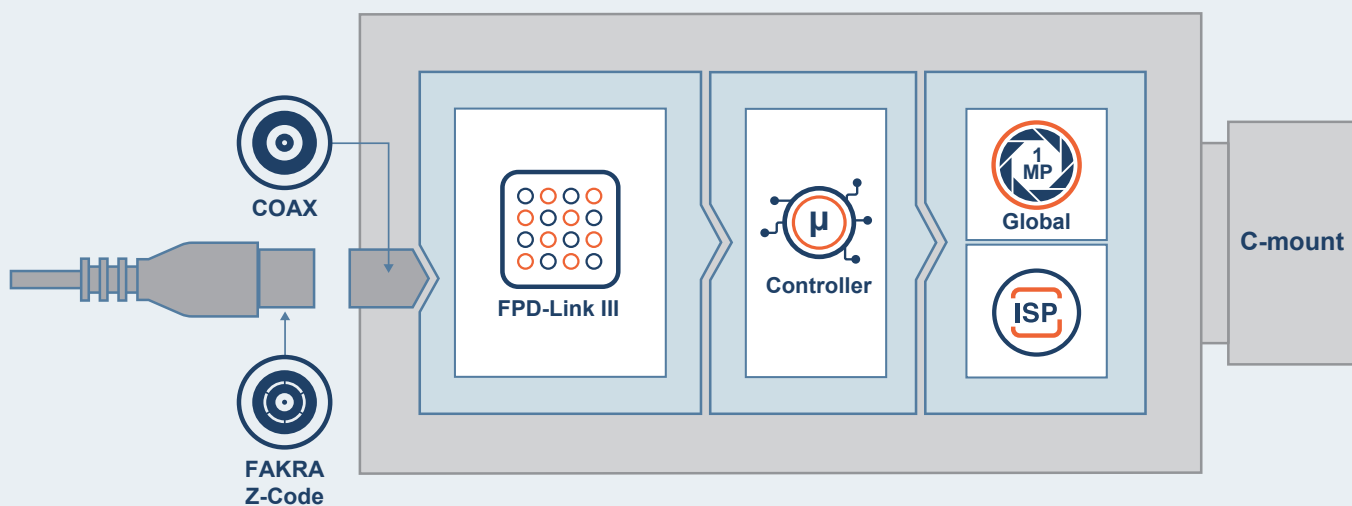 COAX
FAKRA
Z-Code
FPD-Link III
µ
Controller
1
MP
Global
ISP
C-mount